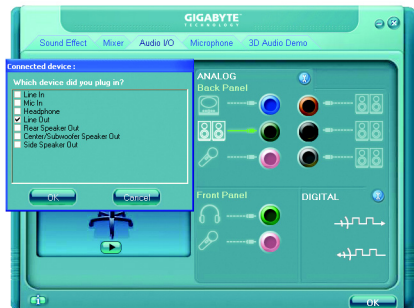 GIGABYTE
TECHNOLOGY
Sound Effect Mixer Audio I/O Microphone 3D Audio Demo
Connected device :
Which device did you plug in?
Line In
Mic In
Headphone
Line Out
Rear Speaker Out
Center/Subwoofer Speaker Out
Side Speaker Out
OK Cancel
ANALOG
Back Panel
Front Panel
DIGITAL
OK